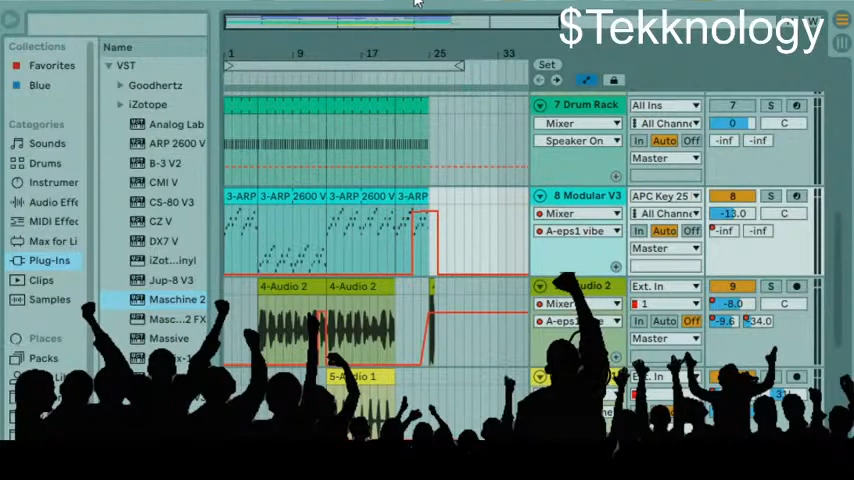 $Tekknology
W
Collections
Favorites
Blue
Categories
Sounds
Drums
Instrumer
Audio Effe
MIDI Effec
Max for Li
Plug-Ins
Clips
Samples
Places
Packs
Name
VST
Goodhertz
iZotope
Analog Lab
ARP 2600 V
B-3 V2
CMI V
CS-80 V3
CZ V
DX7 V
iZot...inyl
Jup-8 V3
Maschine 2
Masc...2 FX
Massive
1 9 17 25 33
Set
7 Drum Rack All Ins 7 S
Mixer All Channe 0 C
Speaker On In Auto Off -inf -inf
Master
3-ARP 3-ARP 2600 V 3-ARP 2600 V 3-ARP
8 Modular V3 APC Key 25 8 S
Mixer All Channe -13.0 C
A-eps1 vibe In Auto Off -inf -inf
Master
4-Audio 2 4-Audio 2 4
Audio 2 Ext. In 9 S
Mixer 1 -8.0 C
A-eps vibe In Auto Off -9.6 -34.0
Master
5-Audio 1
Ext. In S